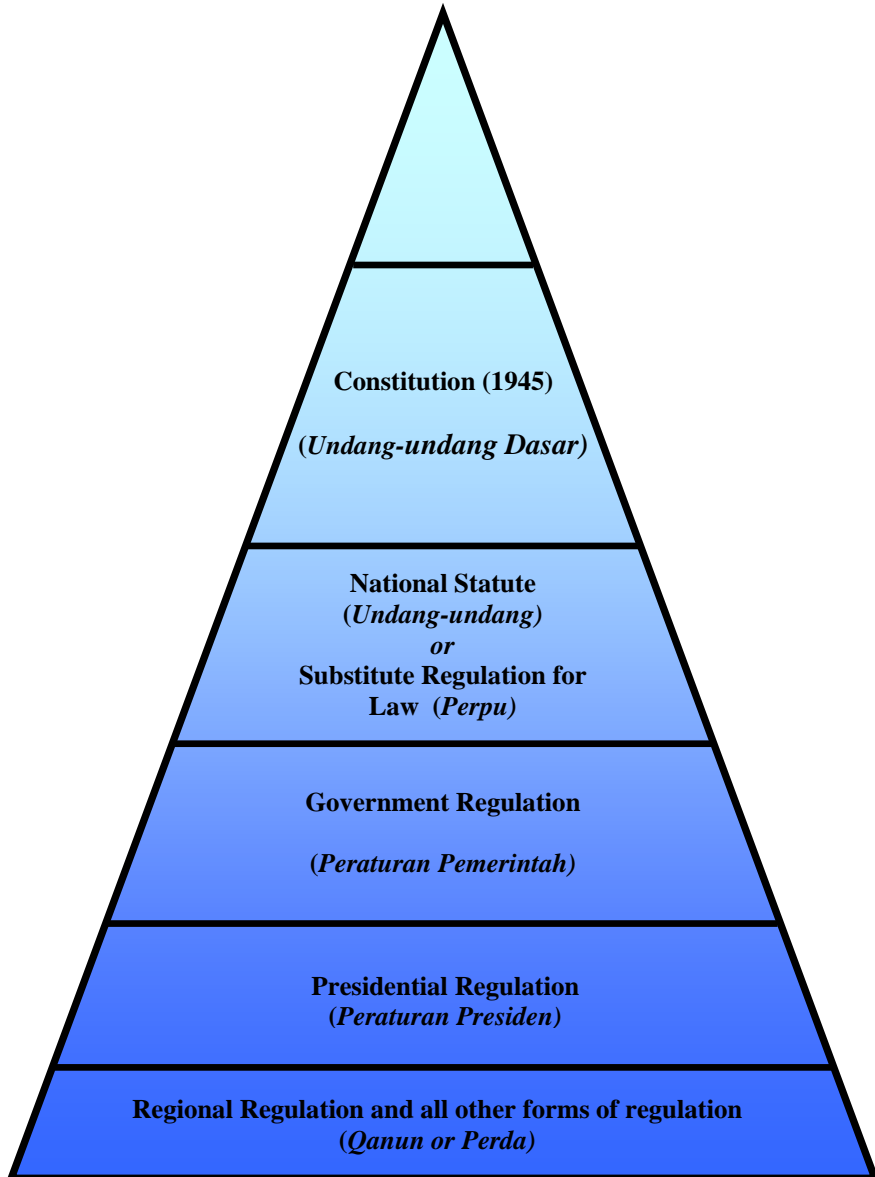 Constitution (1945)
(Undang-undang Dasar)
National Statute
(Undang-undang)
or
Substitute Regulation for
Law (Perpu)
Government Regulation
(Peraturan Pemerintah)
Presidential Regulation
(Peraturan Presiden)
Regional Regulation and all other forms of regulation
(Qanun or Perda)